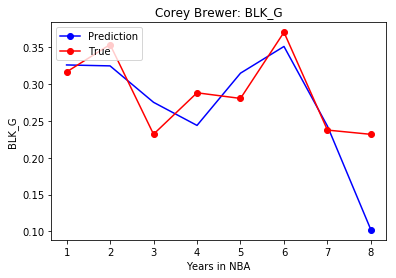 Corey Brewer: BLK_G
Prediction
True
0.35
0.30
0.25
0.20
0.15
0.10
BLK_G
1 2 3 4 5 6 7 8
Years in NBA